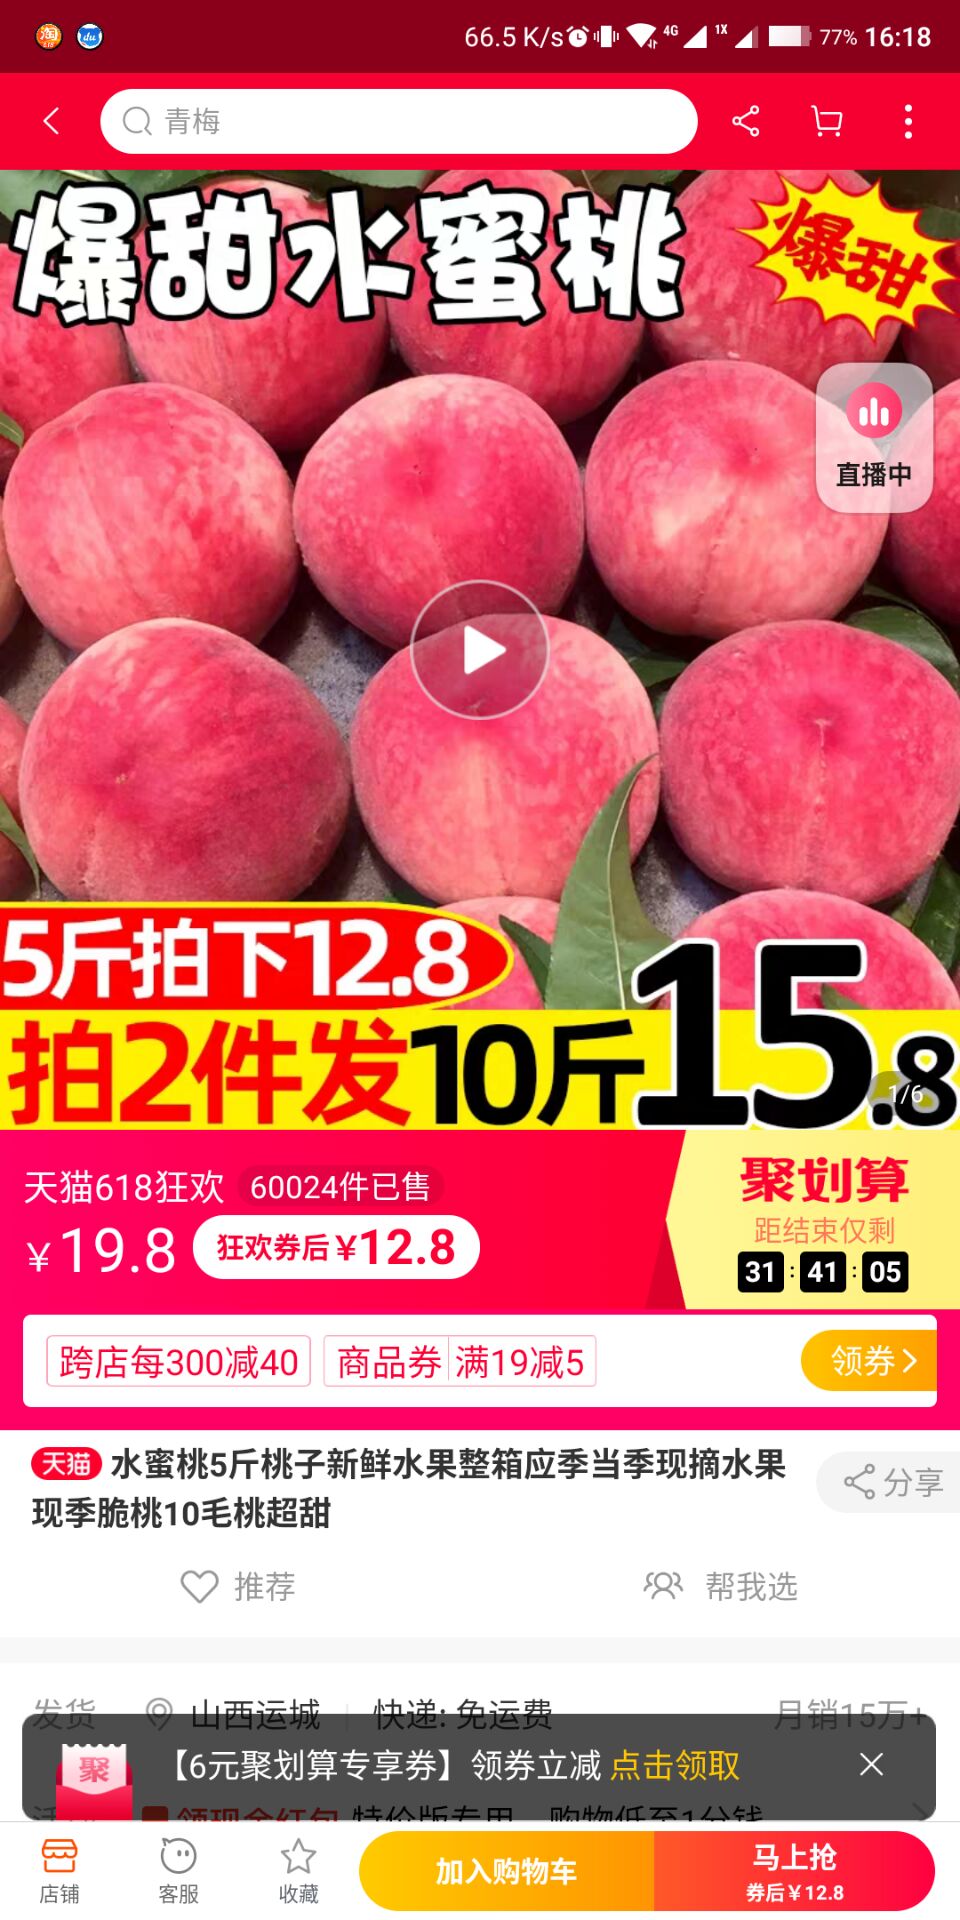 淘
618
du
66.5 K/s
4G
1X
77%
16:18
青梅
爆甜水蜜桃
爆甜
直播中
5斤拍下12.8
拍2件发10斤15.8
1/6
天猫618狂欢
60024件已售
聚划算
¥19.8
狂欢券后¥12.8
距结束仅剩
31:41:05
跨店每300减40
商品券
满19减5
领券
天猫 水蜜桃5斤桃子新鲜水果整箱应季当季现摘水果
现季脆桃10毛桃超甜
分享
推荐
帮我选
发货
山西运城
快递: 免运费
月销15万+
聚
【6元聚划算专享券】领券立减 点击领取
领现金红包 特价版专用，购物低至1分钱
店铺
客服
收藏
加入购物车
马上抢
券后¥12.8